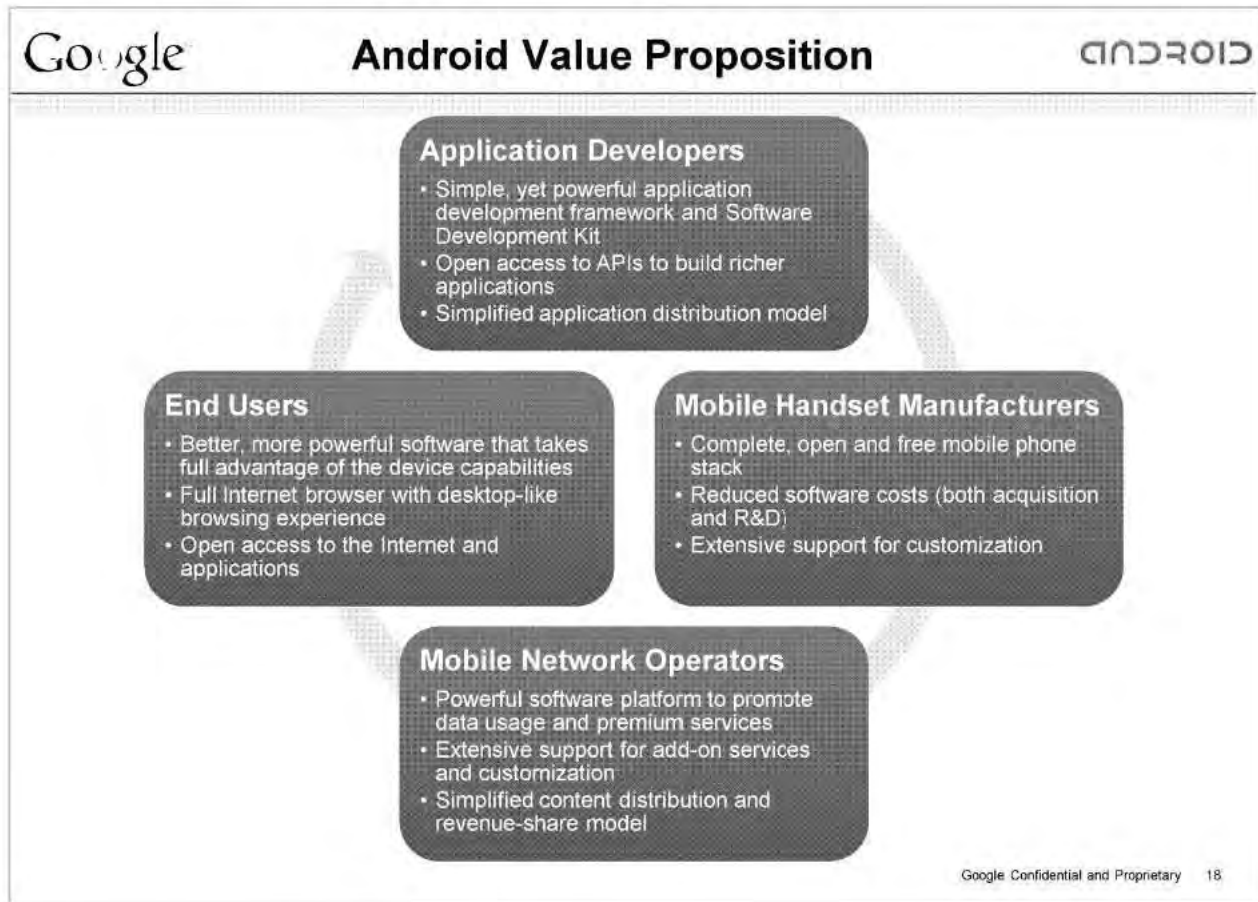 Google
Android Value Proposition
ANDROID
Application Developers
• Simple, yet powerful application
development framework and Software
Development Kit
• Open access to APIs to build richer
applications
• Simplified application distribution model
End Users
• Better, more powerful software that takes
full advantage of the device capabilities
• Full Internet browser with desktop-like
browsing experience
• Open access to the Internet and
applications
Mobile Handset Manufacturers
• Complete, open and free mobile phone
stack
• Reduced software costs (both acquisition
and R&D)
• Extensive support for customization
Mobile Network Operators
• Powerful software platform to promote
data usage and premium services
• Extensive support for add-on services
and customization
• Simplified content distribution and
revenue-share model
Google Confidential and Proprietary 18